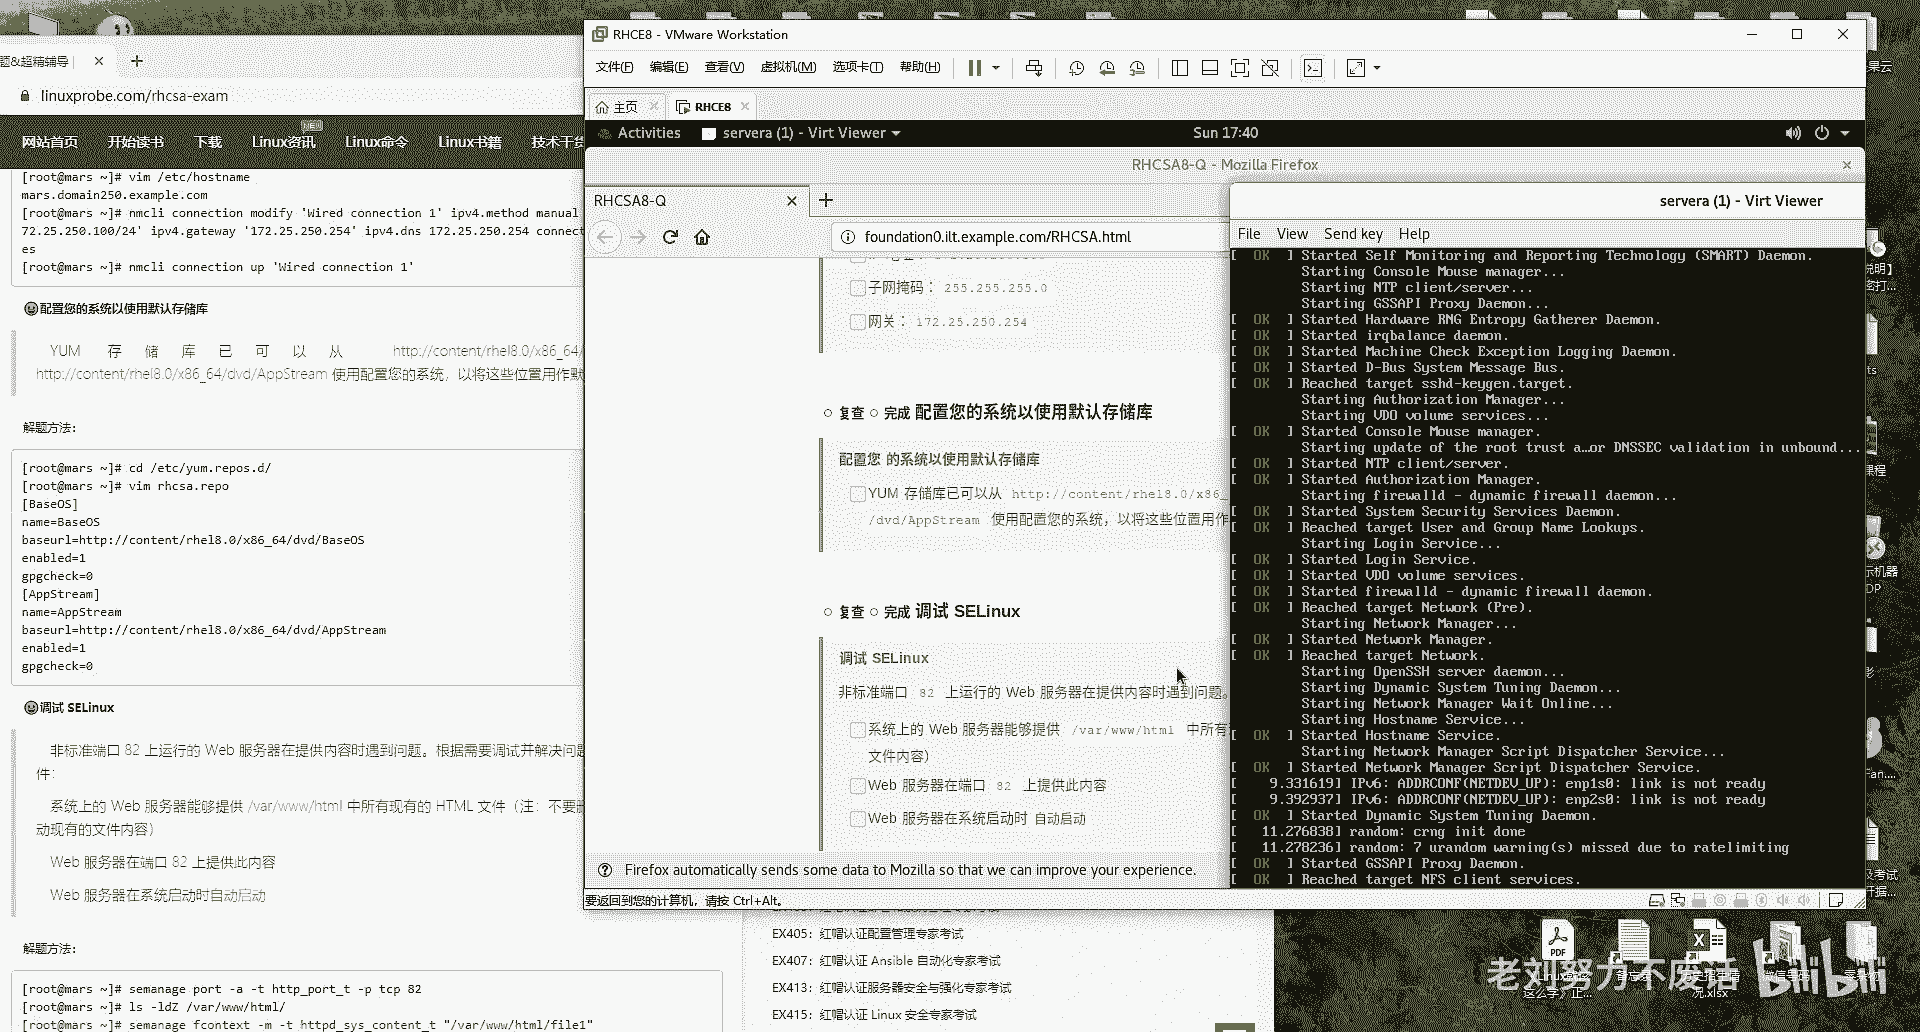 RHCE8 - VMware Workstation
文件(F) 编辑(E) 查看(V) 虚拟机(M) 选项卡(T) 帮助(H)
主页 RHCE8
Activities servera (1) - Virt Viewer Sun 17:40
题&超精辅导
linuxprobe.com/rhcsa-exam
网站首页 开始读书 下载 Linux资讯 NEW Linux命令 Linux书籍 技术干货
[root@mars ~]# vim /etc/hostname
mars.domain250.example.com
[root@mars ~]# nmcli connection modify 'Wired connection 1' ipv4.method manual
72.25.250.100/24' ipv4.gateway '172.25.250.254' ipv4.dns 172.25.250.254 connect
es
[root@mars ~]# nmcli connection up 'Wired connection 1'
配置您的系统以使用默认存储库
YUM 存储库已可以从 http://content/rhel8.0/x86_64/
http://content/rhel8.0/x86_64/dvd/AppStream 使用配置您的系统，以将这些位置用作默
解题方法:
[root@mars ~]# cd /etc/yum.repos.d/
[root@mars ~]# vim rhcsa.repo
[BaseOS]
name=BaseOS
baseurl=http://content/rhel8.0/x86_64/dvd/BaseOS
enabled=1
gpgcheck=0
[AppStream]
name=AppStream
baseurl=http://content/rhel8.0/x86_64/dvd/AppStream
enabled=1
gpgcheck=0
调试 SELinux
非标准端口 82 上运行的 Web 服务器在提供内容时遇到问题。根据需要调试并解决问题
件:
系统上的 Web 服务器能够提供 /var/www/html 中所有现有的 HTML 文件（注：不要删
动现有的文件内容）
Web 服务器在端口 82 上提供此内容
Web 服务器在系统启动时自动启动
解题方法:
[root@mars ~]# semanage port -a -t http_port_t -p tcp 82
[root@mars ~]# ls -ldZ /var/www/html/
[root@mars ~]# semanage fcontext -m -t httpd_sys_content_t "/var/www/html/file1"
RHCSA8-Q - Mozilla Firefox
RHCSA8-Q
foundation0.ilt.example.com/RHCSA.html
子网掩码： 255.255.255.0
网关： 172.25.250.254
复查 完成 配置您的系统以使用默认存储库
配置您 的系统以使用默认存储库
YUM 存储库已可以从 http://content/rhel8.0/x86_
/dvd/AppStream 使用配置您的系统，以将这些位置用作
复查 完成 调试 SELinux
调试 SELinux
非标准端口 82 上运行的 Web 服务器在提供内容时遇到问题。
系统上的 Web 服务器能够提供 /var/www/html 中所有
文件内容）
Web 服务器在端口 82 上提供此内容
Web 服务器在系统启动时 自动启动
Firefox automatically sends some data to Mozilla so that we can improve your experience.
要返回到您的计算机，请按 Ctrl+Alt。
servera (1) - Virt Viewer
File View Send key Help
[ OK ] Started Self Monitoring and Reporting Technology (SMART) Daemon.
Starting Console Mouse manager...
Starting NTP client/server...
Starting GSSAPI Proxy Daemon...
[ OK ] Started Hardware RNG Entropy Gatherer Daemon.
[ OK ] Started irqbalance daemon.
[ OK ] Started Machine Check Exception Logging Daemon.
[ OK ] Started D-Bus System Message Bus.
[ OK ] Reached target sshd-keygen.target.
Starting Authorization Manager...
Starting VDO volume services...
[ OK ] Started Console Mouse manager.
Starting update of the root trust a…or DNSSEC validation in unbound...
[ OK ] Started NTP client/server.
[ OK ] Started Authorization Manager.
Starting firewalld - dynamic firewall daemon...
[ OK ] Started System Security Services Daemon.
[ OK ] Reached target User and Group Name Lookups.
Starting Login Service...
[ OK ] Started Login Service.
[ OK ] Started VDO volume services.
[ OK ] Started firewalld - dynamic firewall daemon.
[ OK ] Reached target Network (Pre).
Starting Network Manager...
[ OK ] Started Network Manager.
[ OK ] Reached target Network.
Starting OpenSSH server daemon...
Starting Dynamic System Tuning Daemon...
Starting Network Manager Wait Online...
Starting Hostname Service...
[ OK ] Started Hostname Service.
Starting Network Manager Script Dispatcher Service...
[ OK ] Started Network Manager Script Dispatcher Service.
[ 9.331619] IPv6: ADDRCONF(NETDEV_UP): enp1s0: link is not ready
[ 9.392937] IPv6: ADDRCONF(NETDEV_UP): enp2s0: link is not ready
[ OK ] Started Dynamic System Tuning Daemon.
[ 11.276838] random: crng init done
[ 11.278236] random: 7 urandom warning(s) missed due to ratelimiting
[ OK ] Started GSSAPI Proxy Daemon.
[ OK ] Reached target NFS client services.
EX405：红帽认证配置管理专家考试
EX407：红帽认证 Ansible 自动化专家考试
EX413：红帽认证服务器安全与强化专家考试
EX415：红帽认证 Linux 安全专家考试
老刘努力不废话 bilibili